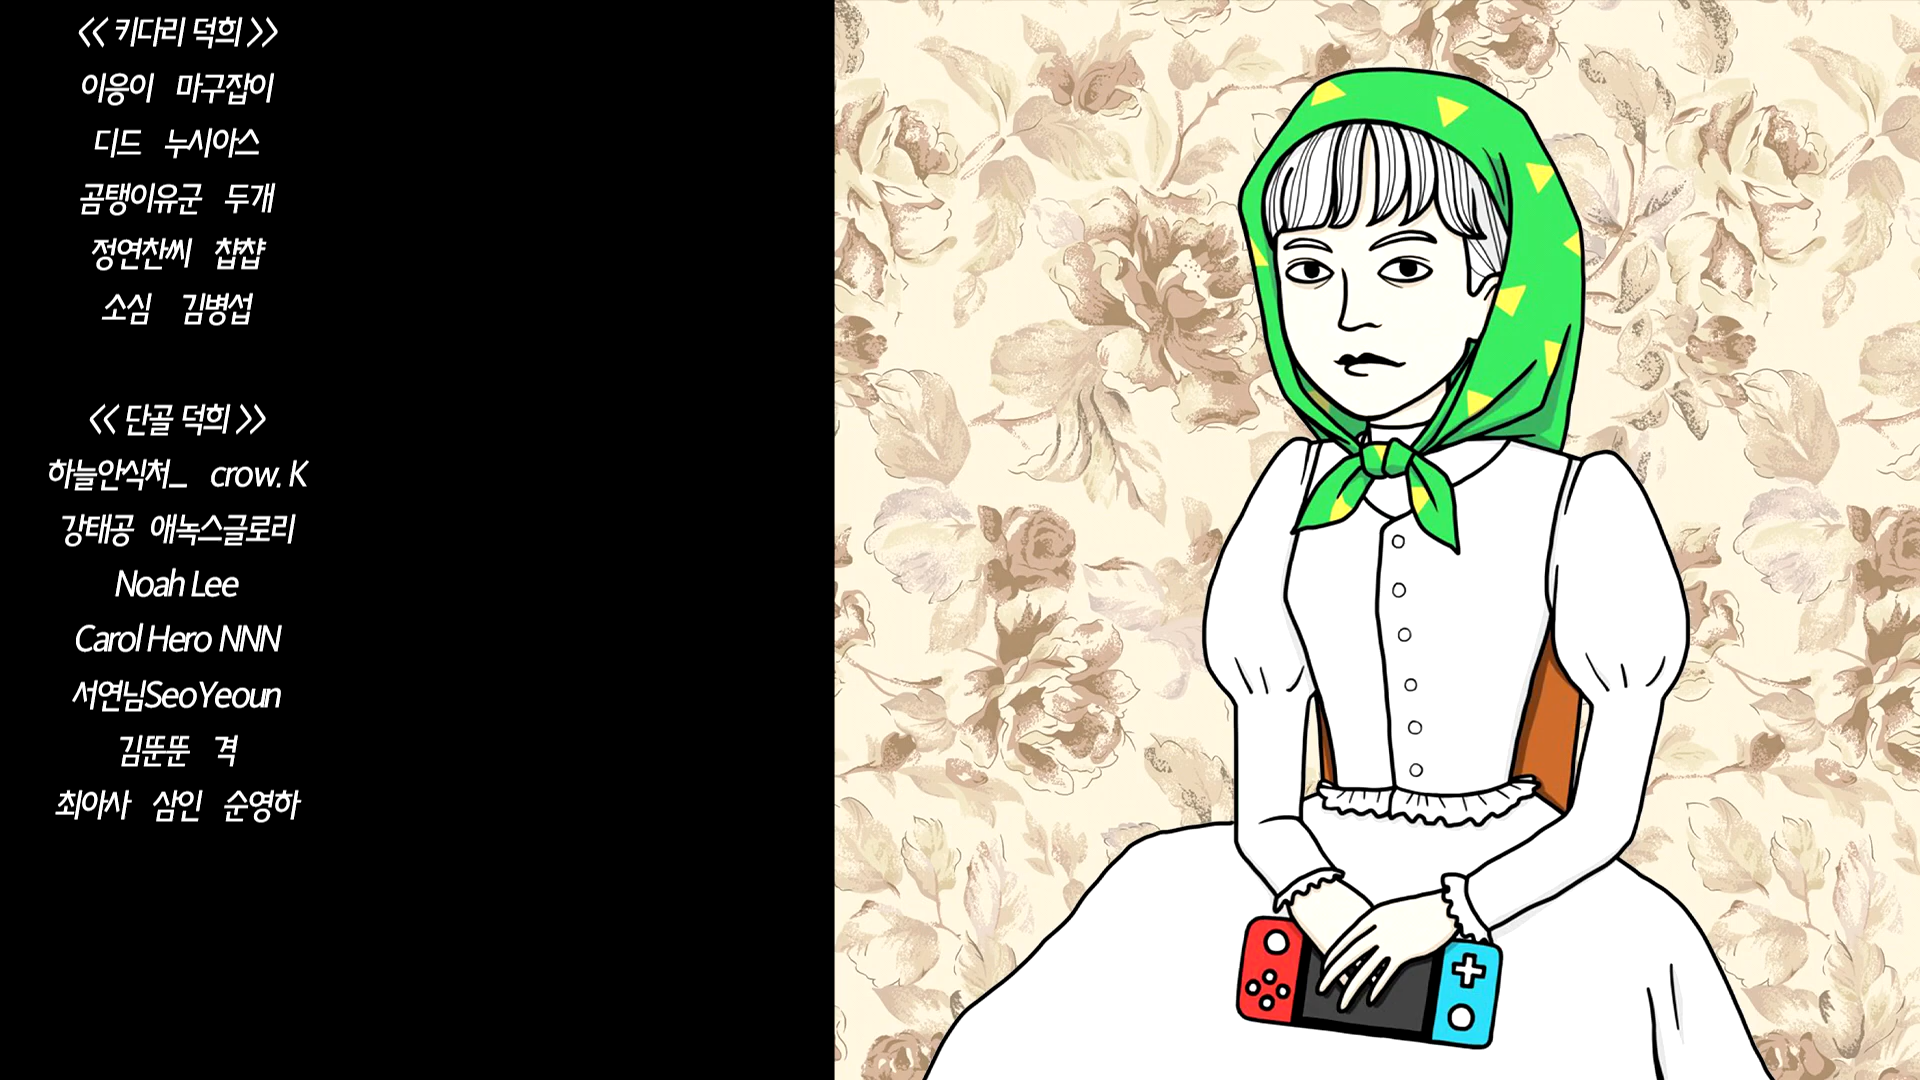 << 키다리 덕희 >>
이응이 마구잡이
디드 누시아스
곰탱이유군 두개
정연찬씨 챱챱
소심 김병섭
<< 단골 덕희 >>
하늘안식처_ crow. K
강태공 애녹스글로리
Noah Lee
Carol Hero NNN
서연님SeoYeoun
김뚠뚠 격
최아사 삼인 순영하